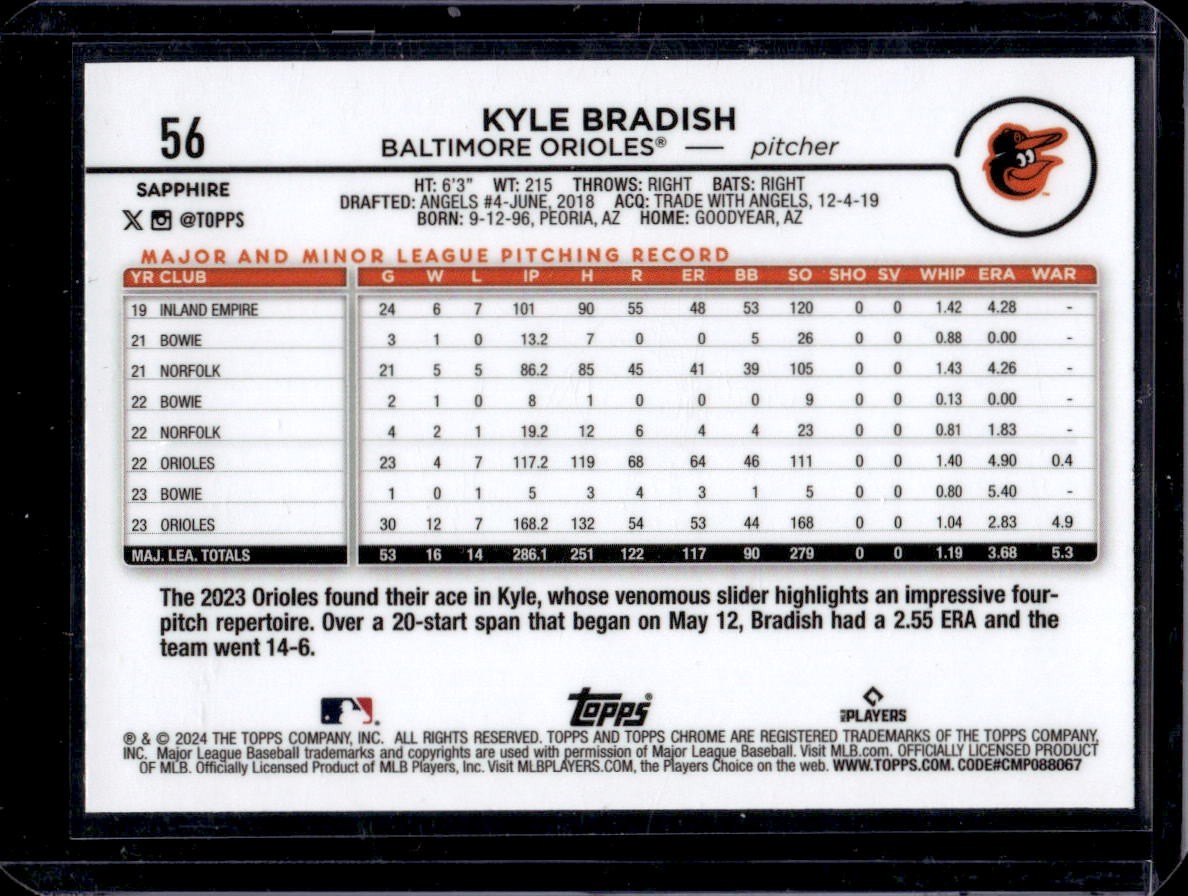 56
KYLE BRADISH
BALTIMORE ORIOLES® — pitcher
SAPPHIRE
@TOPPS
HT: 6'3" WT: 215 THROWS: RIGHT BATS: RIGHT
DRAFTED: ANGELS #4-JUNE, 2018 ACQ: TRADE WITH ANGELS, 12-4-19
BORN: 9-12-96, PEORIA, AZ HOME: GOODYEAR, AZ
MAJOR AND MINOR LEAGUE PITCHING RECORD
YR CLUB G W L IP H R ER BB SO SHO SV WHIP ERA WAR
19 INLAND EMPIRE 24 6 7 101 90 55 48 53 120 0 0 1.42 4.28 -
21 BOWIE 3 1 0 13.2 7 0 0 5 26 0 0 0.88 0.00 -
21 NORFOLK 21 5 5 86.2 85 45 41 39 105 0 0 1.43 4.26 -
22 BOWIE 2 1 0 8 1 0 0 0 9 0 0 0.13 0.00 -
22 NORFOLK 4 2 1 19.2 12 6 4 4 23 0 0 0.81 1.83 -
22 ORIOLES 23 4 7 117.2 119 68 64 46 111 0 0 1.40 4.90 0.4
23 BOWIE 1 0 1 5 3 4 3 1 5 0 0 0.80 5.40 -
23 ORIOLES 30 12 7 168.2 132 54 53 44 168 0 0 1.04 2.83 4.9
MAJ. LEA. TOTALS 53 16 14 286.1 251 122 117 90 279 0 0 1.19 3.68 5.3
The 2023 Orioles found their ace in Kyle, whose venomous slider highlights an impressive four-
pitch repertoire. Over a 20-start span that began on May 12, Bradish had a 2.55 ERA and the
team went 14-6.
Topps®
MLB PLAYERS
® & © 2024 THE TOPPS COMPANY, INC. ALL RIGHTS RESERVED. TOPPS AND TOPPS CHROME ARE REGISTERED TRADEMARKS OF THE TOPPS COMPANY,
INC. Major League Baseball trademarks and copyrights are used with permission of Major League Baseball. Visit MLB.com. OFFICIALLY LICENSED PRODUCT
OF MLB. Officially Licensed Product of MLB Players, Inc. Visit MLBPLAYERS.COM, the Players Choice on the web. WWW.TOPPS.COM. CODE#CMP088067